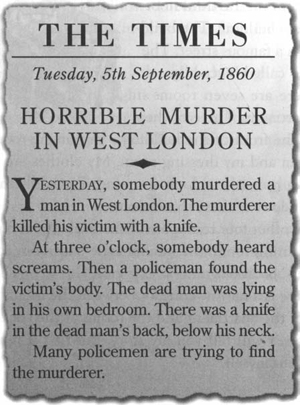 THE TIMES
Tuesday, 5th September, 1860
HORRIBLE MURDER
IN WEST LONDON
YESTERDAY, somebody murdered a
man in West London. The murderer
killed his victim with a knife.
At three o'clock, somebody heard
screams. Then a policeman found the
victim's body. The dead man was lying
in his own bedroom. There was a knife
in the dead man's back, below his neck.
Many policemen are trying to find
the murderer.